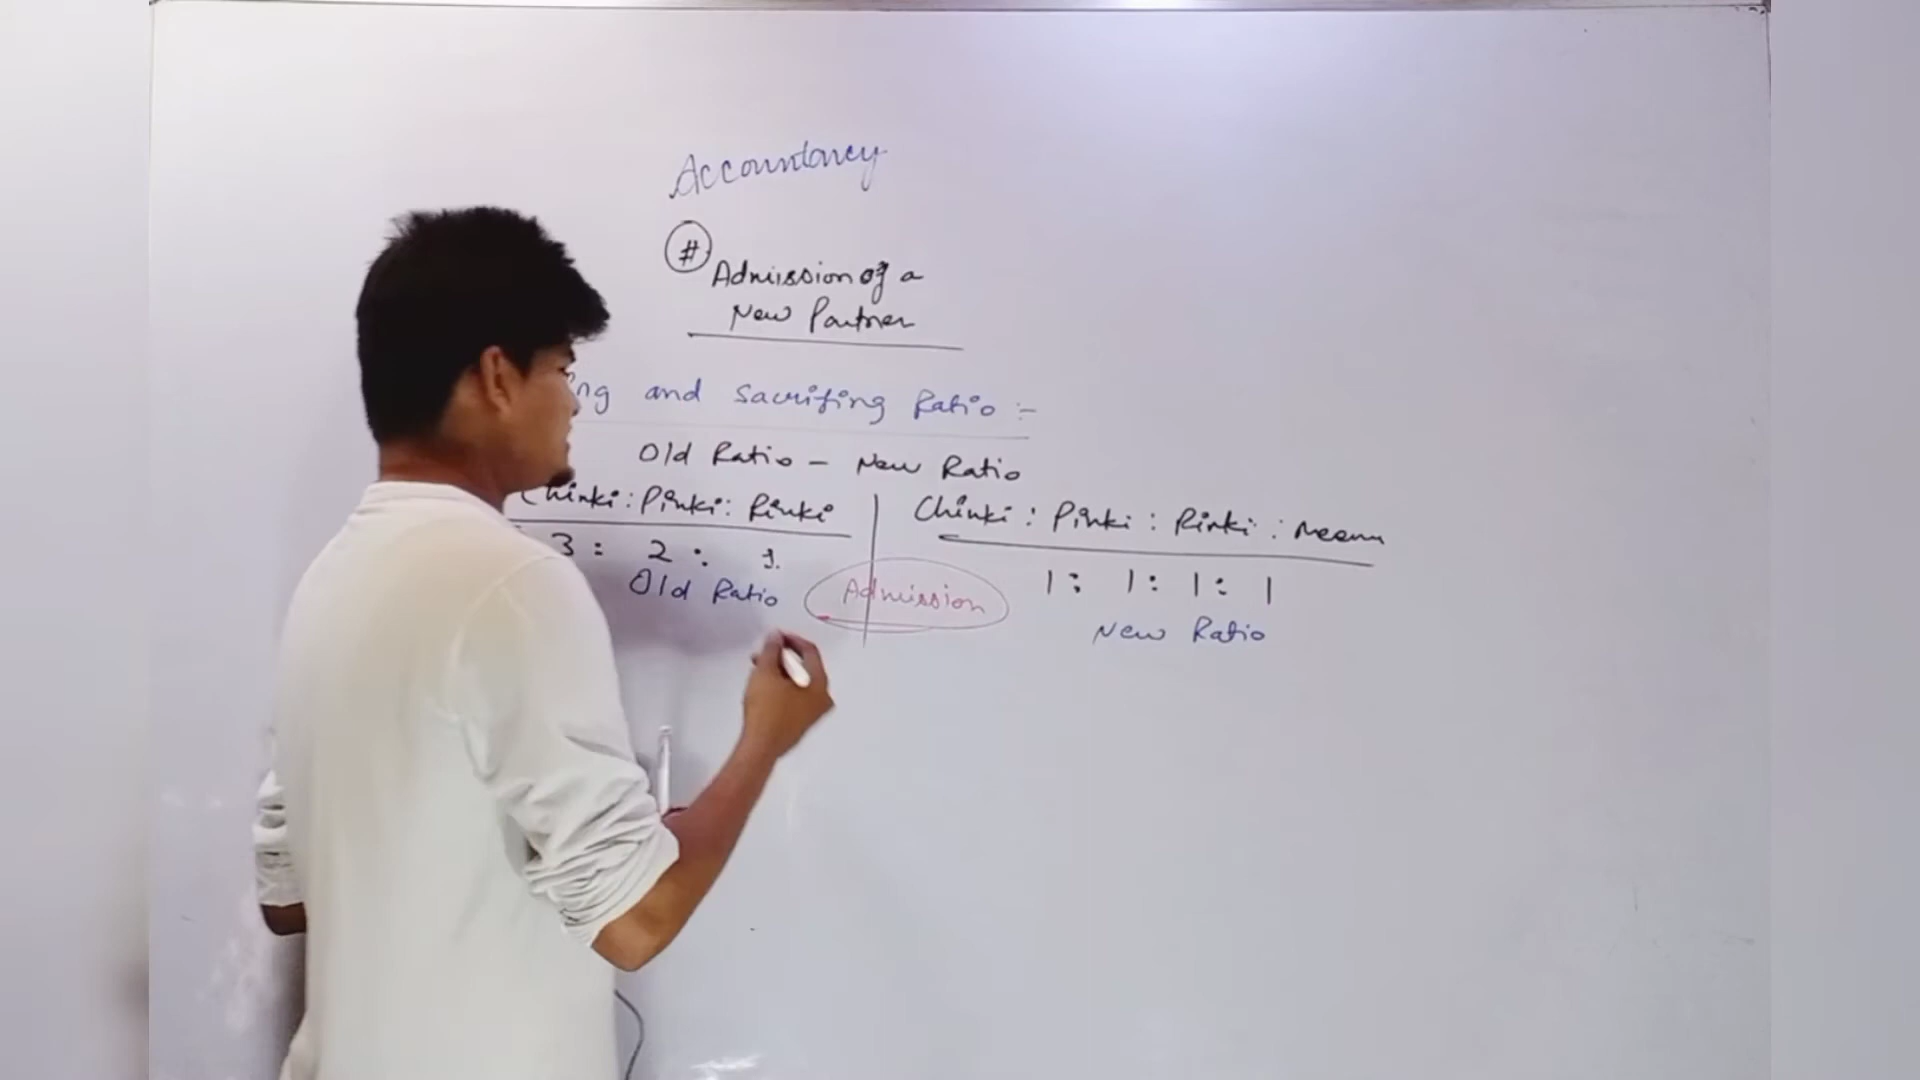 Accountancy
#
Admission of a
New Partner
and Sacrifing Ratio :-
Old Ratio - New Ratio
Chinki : Pinki : Rinki
3 : 2 : 1.
Old Ratio
Admission
Chinki : Pinki : Rinki : Meenu
1 : 1 : 1 : 1
New Ratio